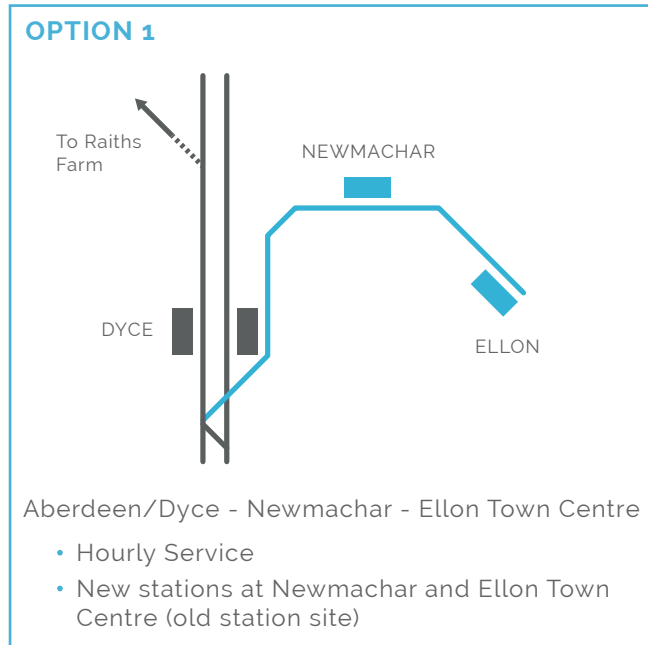 OPTION 1
To Raiths
Farm
NEWMACHAR
DYCE
ELLON
Aberdeen/Dyce - Newmachar - Ellon Town Centre
• Hourly Service
• New stations at Newmachar and Ellon Town
Centre (old station site)